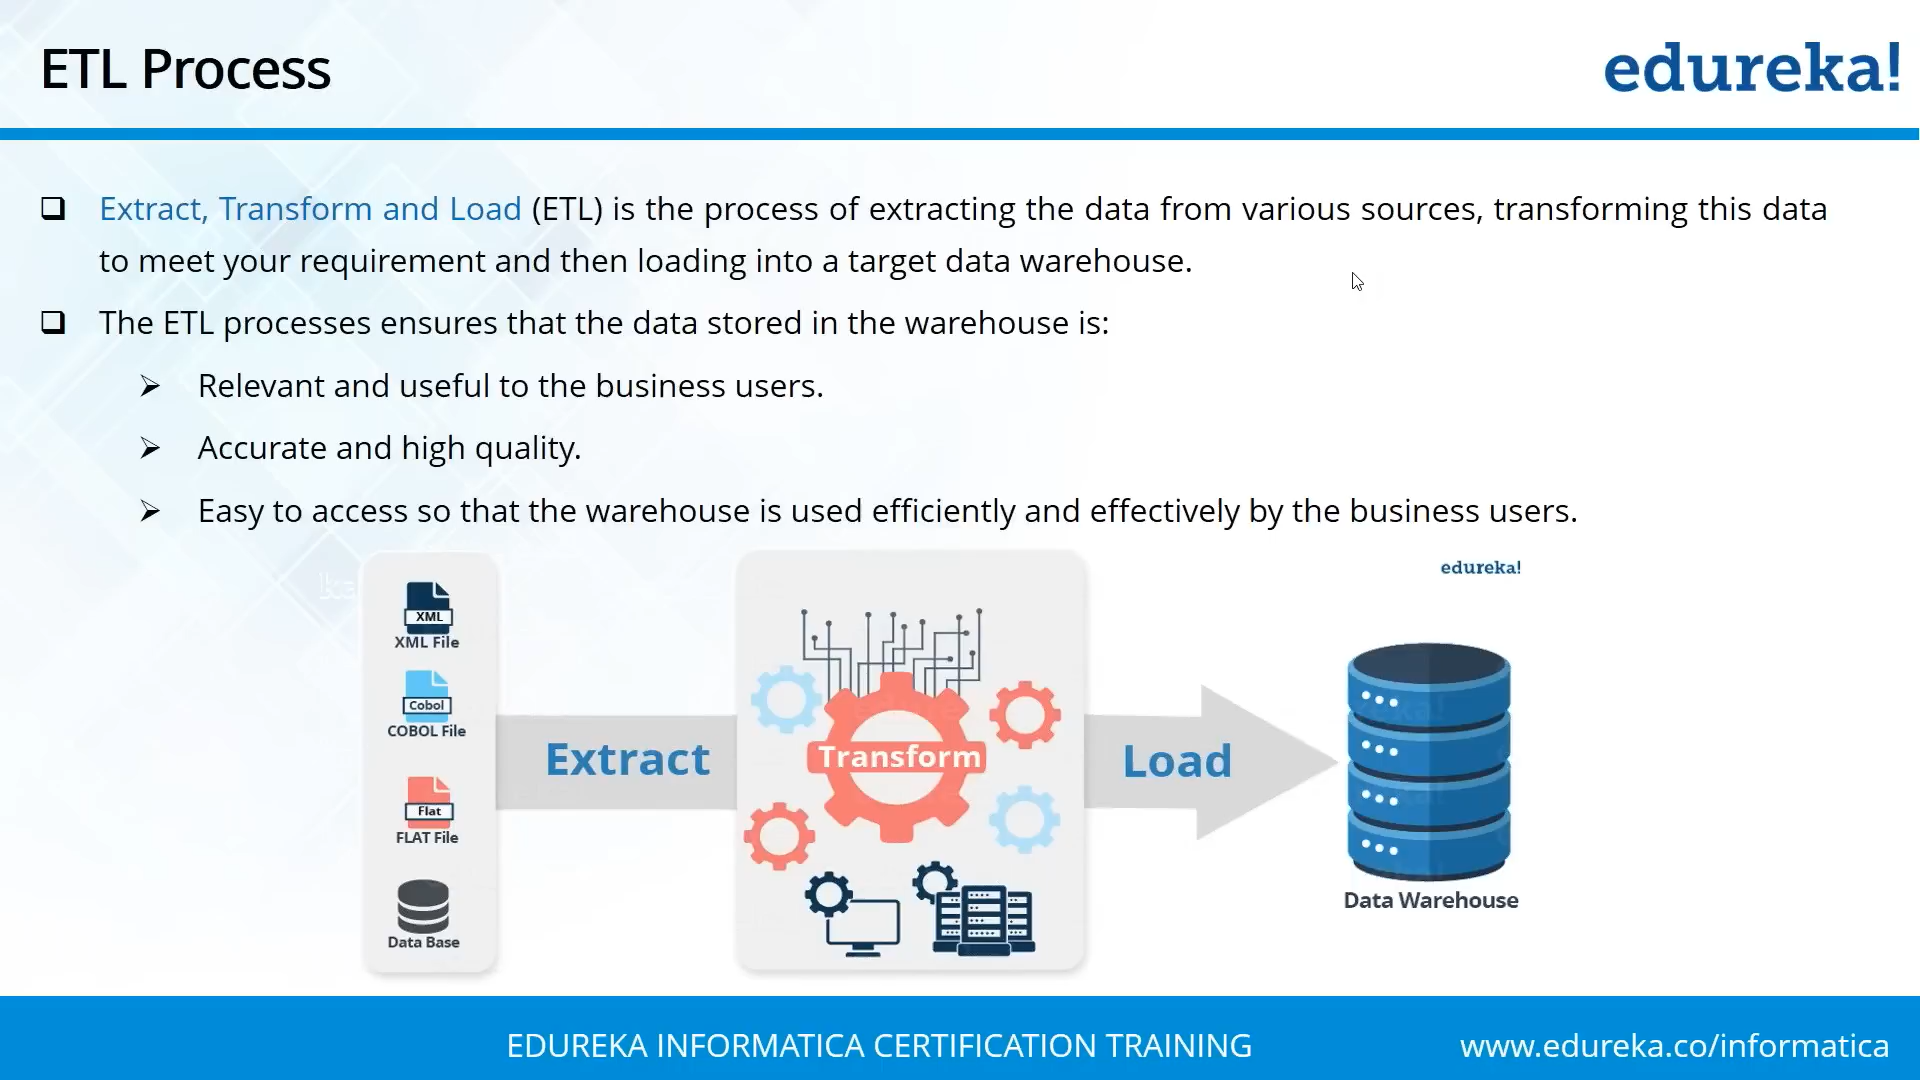 ETL Process
edureka!
Extract, Transform and Load (ETL) is the process of extracting the data from various sources, transforming this data
to meet your requirement and then loading into a target data warehouse.
The ETL processes ensures that the data stored in the warehouse is:
Relevant and useful to the business users.
Accurate and high quality.
Easy to access so that the warehouse is used efficiently and effectively by the business users.
edureka!
XML
XML File
Cobol
COBOL File
Flat
FLAT File
Data Base
Extract
Transform
Load
Data Warehouse
EDUREKA INFORMATICA CERTIFICATION TRAINING
www.edureka.co/informatica